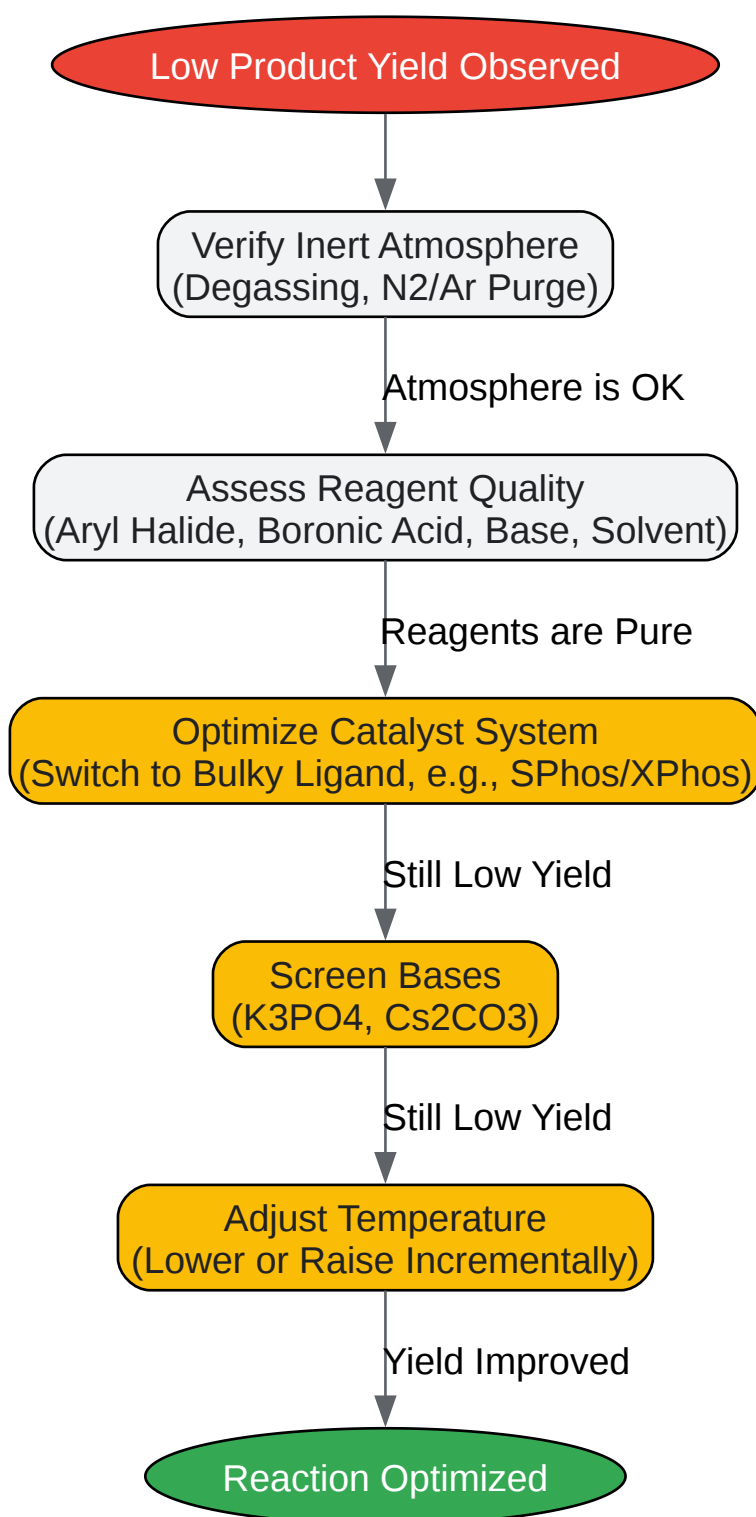 Low Product Yield Observed
Verify Inert Atmosphere
(Degassing, N2/Ar Purge)
Atmosphere is OK
Assess Reagent Quality
(Aryl Halide, Boronic Acid, Base, Solvent)
Reagents are Pure
Optimize Catalyst System
(Switch to Bulky Ligand, e.g., SPhos/XPhos)
Still Low Yield
Screen Bases
(K3PO4, Cs2CO3)
Still Low Yield
Adjust Temperature
(Lower or Raise Incrementally)
Yield Improved
Reaction Optimized